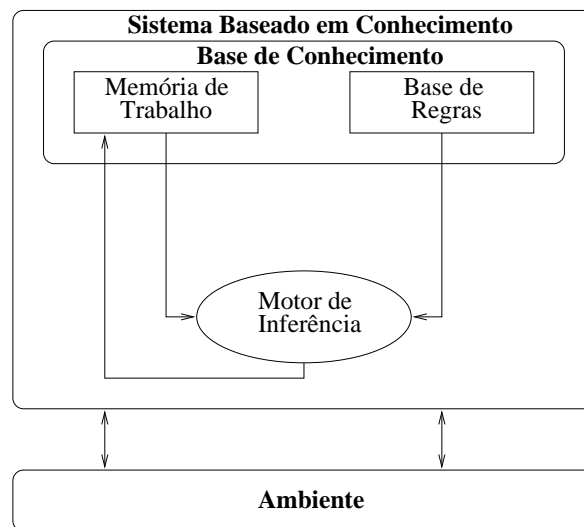 Sistema Baseado em Conhecimento
Base de Conhecimento
Memória de
Trabalho
Base de
Regras
Motor de
Inferência
Ambiente